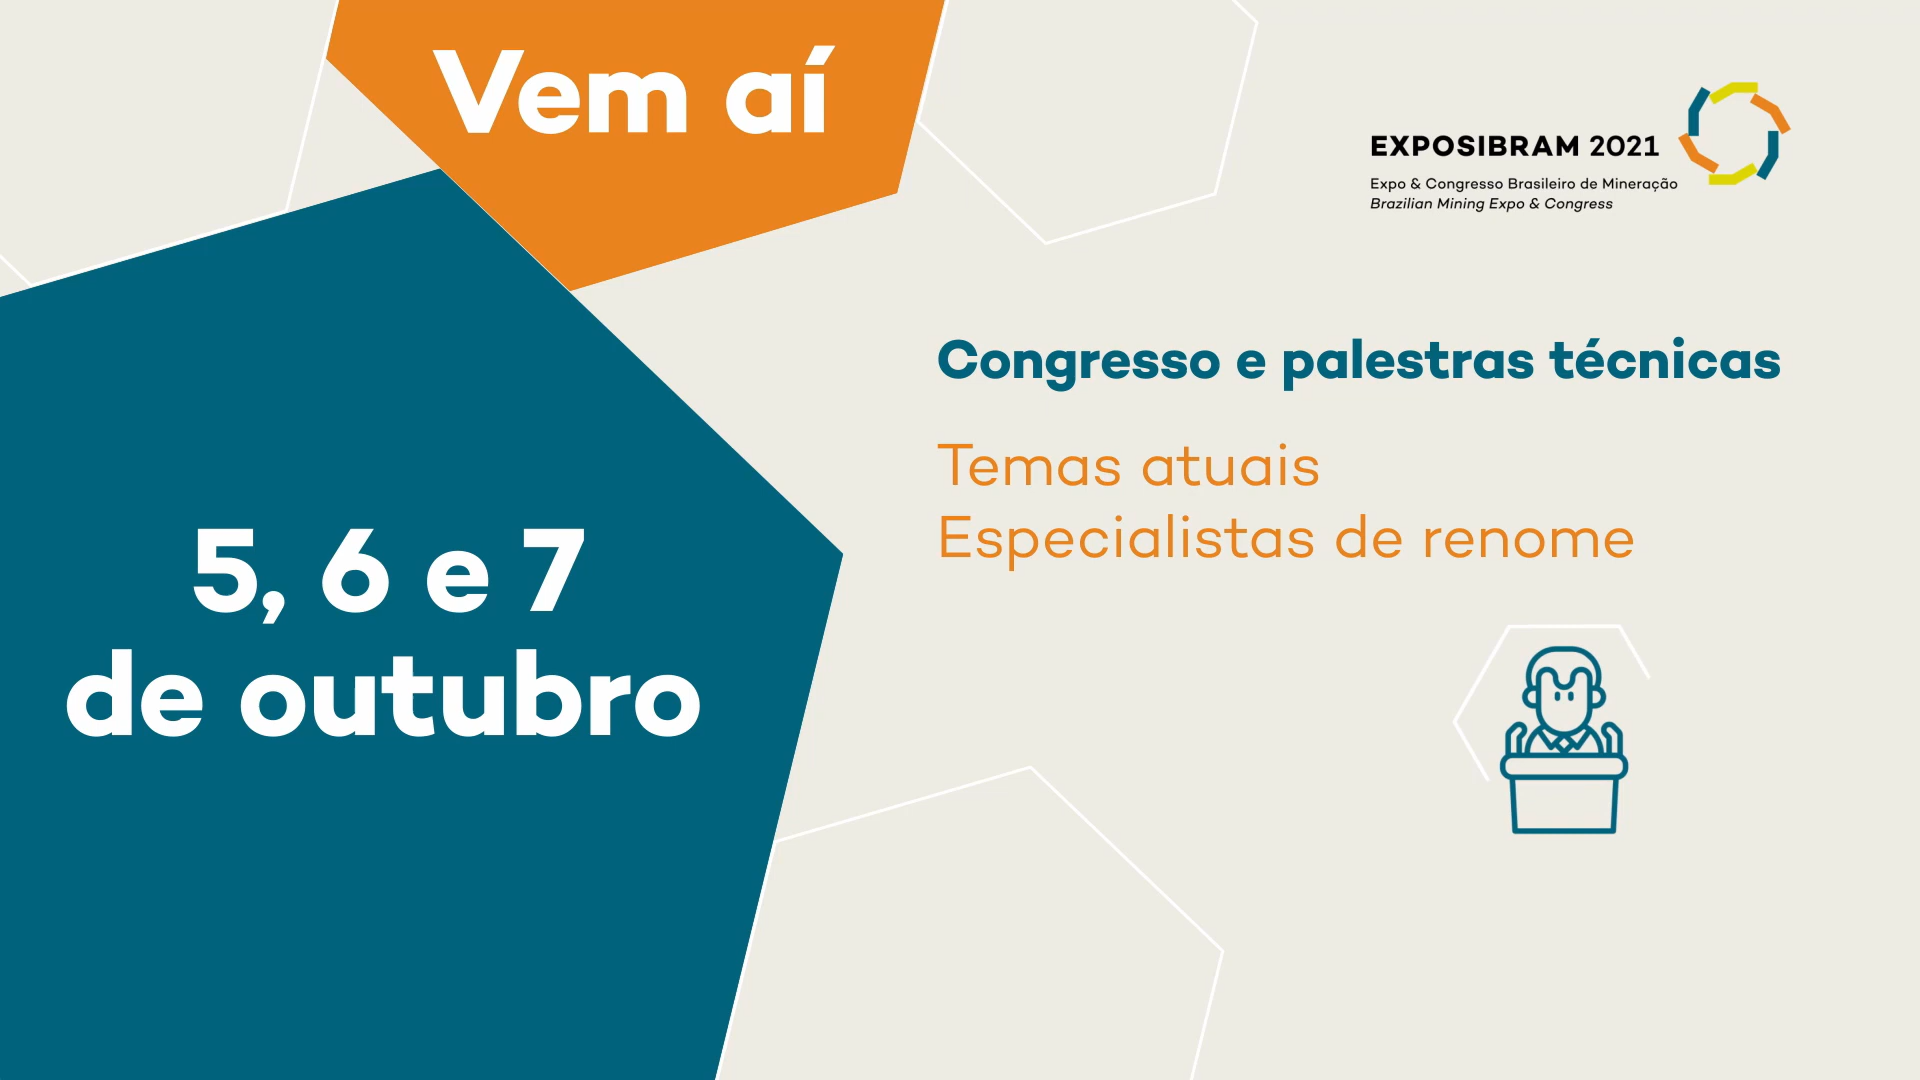 Vem aí
EXPOSIBRAM 2021
Expo & Congresso Brasileiro de Mineração
Brazilian Mining Expo & Congress
Congresso e palestras técnicas
Temas atuais
Especialistas de renome
5, 6 e 7
de outubro